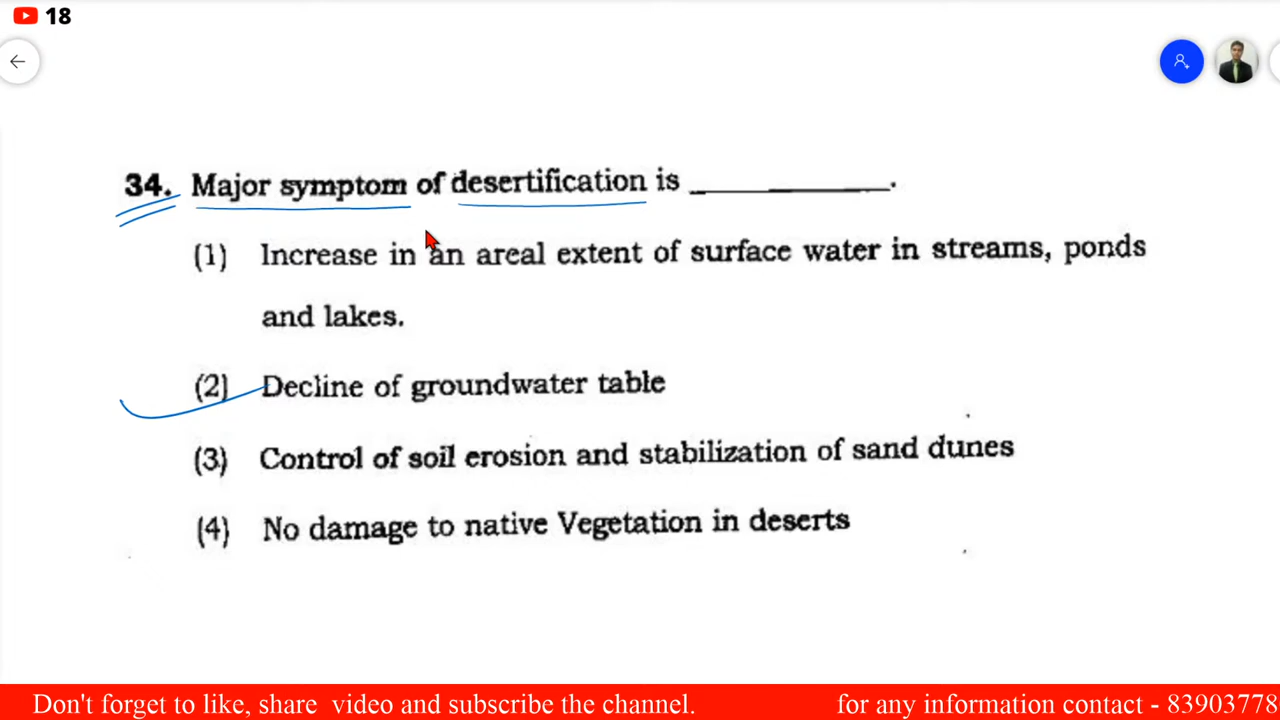 18
34. Major symptom of desertification is __________.
(1) Increase in an areal extent of surface water in streams, ponds
and lakes.
(2) Decline of groundwater table
(3) Control of soil erosion and stabilization of sand dunes
(4) No damage to native Vegetation in deserts
Don't forget to like, share video and subscribe the channel. for any information contact - 83903778